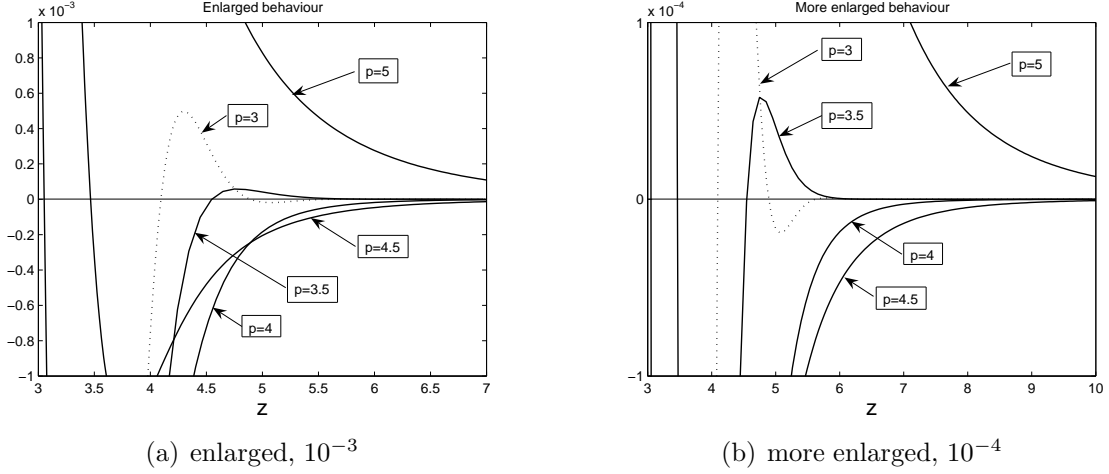 Enlarged behaviour
x 10⁻³
1
0.8
0.6
0.4
0.2
0
−0.2
−0.4
−0.6
−0.8
−1
p=5
p=3
p=4.5
p=3.5
p=4
3 3.5 4 4.5 5 5.5 6 6.5 7
z
(a) enlarged, 10⁻³
More enlarged behaviour
x 10⁻⁴
1
0
−1
p=3
p=5
p=3.5
p=4
p=4.5
3 4 5 6 7 8 9 10
z
(b) more enlarged, 10⁻⁴